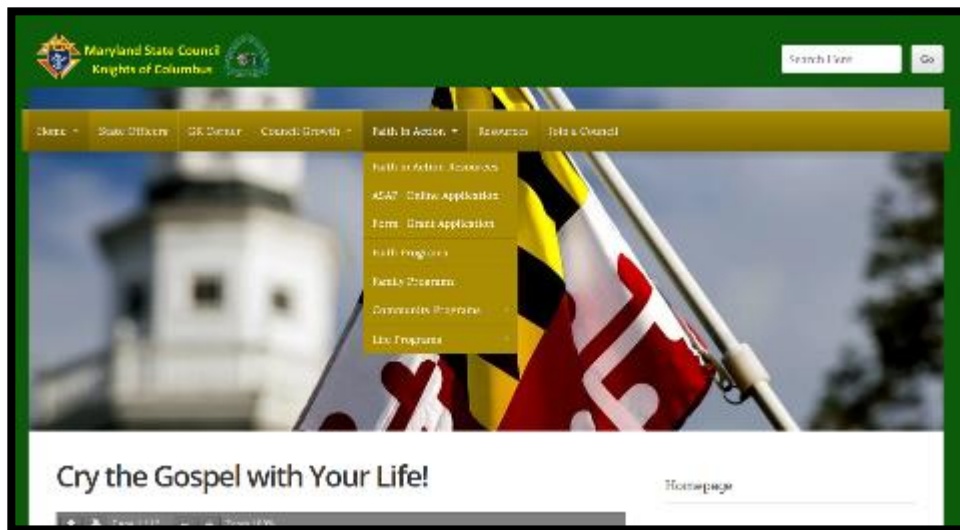 Maryland State Council
Knights of Columbus
Search Here
Go
Home
State Officers
GK Corner
Council Growth
Faith In Action
Resources
Join a Council
Faith in Action Resources
ASAP - Online Application
Form - Grant Application
Faith Programs
Family Programs
Community Programs
Life Programs
Cry the Gospel with Your Life!
Homepage